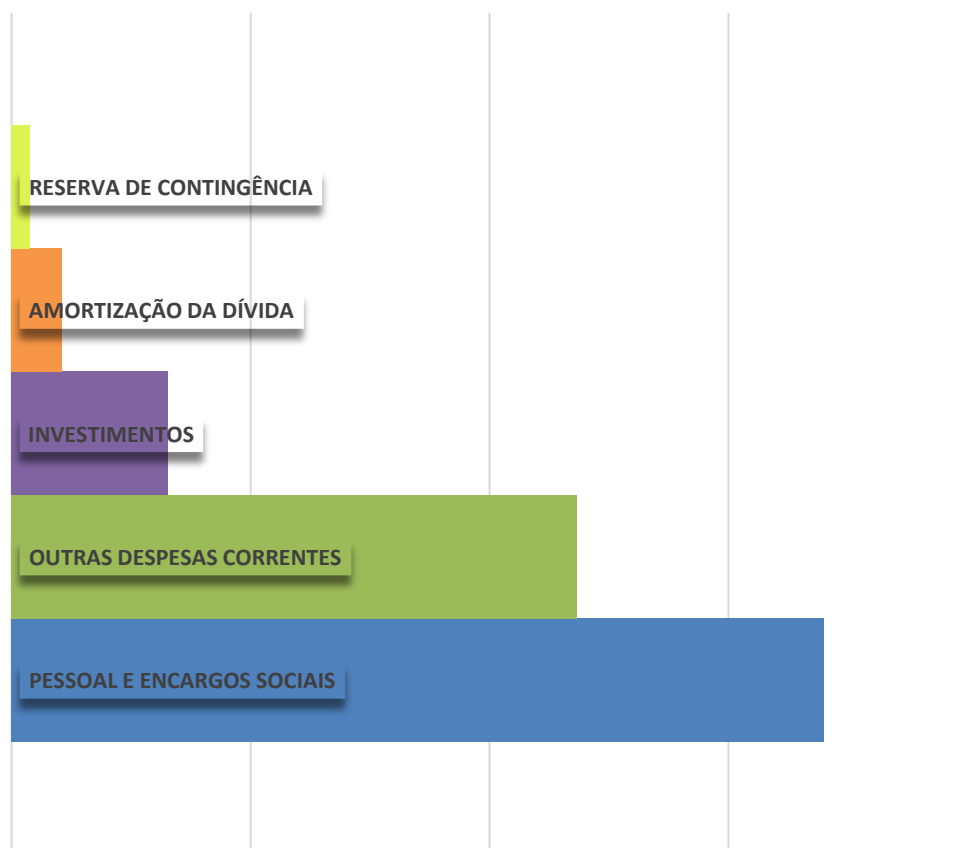 RESERVA DE CONTINGÊNCIA
AMORTIZAÇÃO DA DÍVIDA
INVESTIMENTOS
OUTRAS DESPESAS CORRENTES
PESSOAL E ENCARGOS SOCIAIS